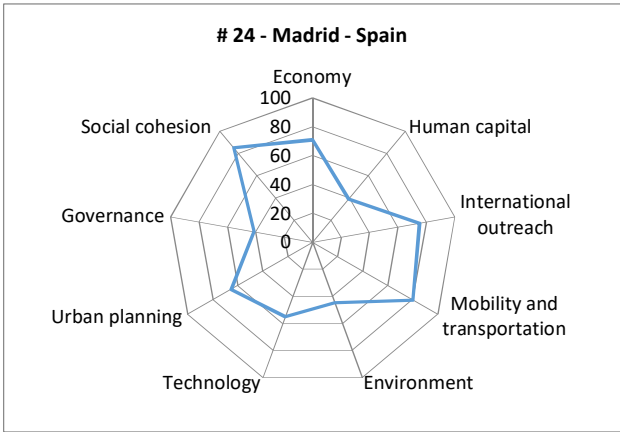 # 24 - Madrid - Spain
Economy
100
80
60
40
20
0
Human capital
International
outreach
Mobility and
transportation
Environment
Technology
Urban planning
Governance
Social cohesion